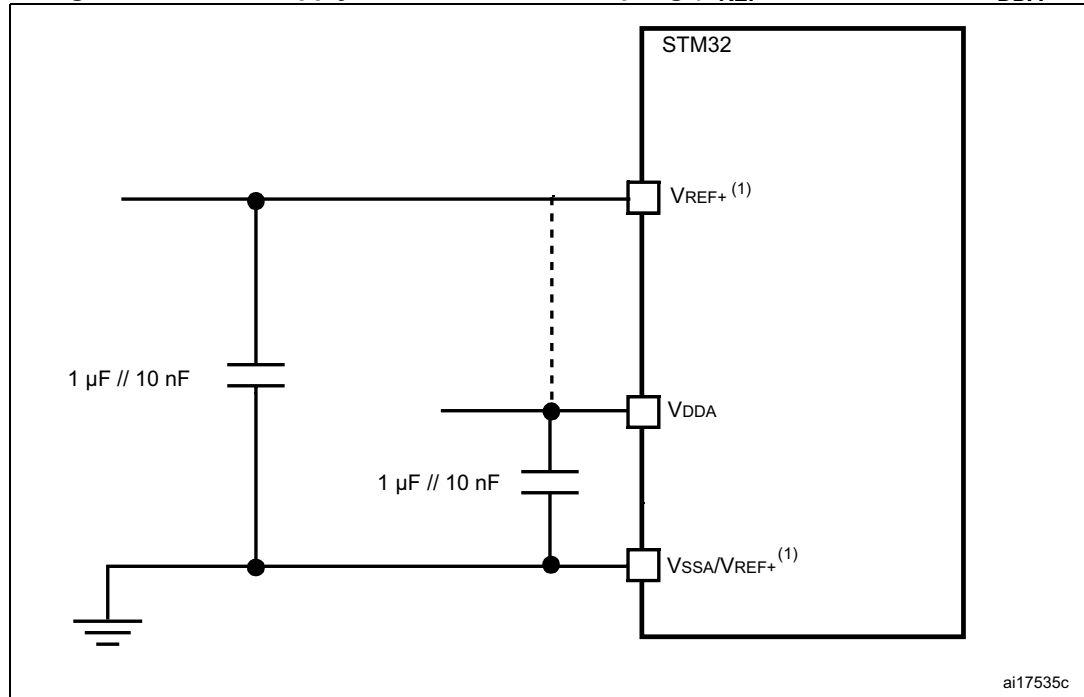 STM32
VREF+ (1)
1 µF // 10 nF
VDDA
1 µF // 10 nF
VSSA/VREF+ (1)
ai17535c